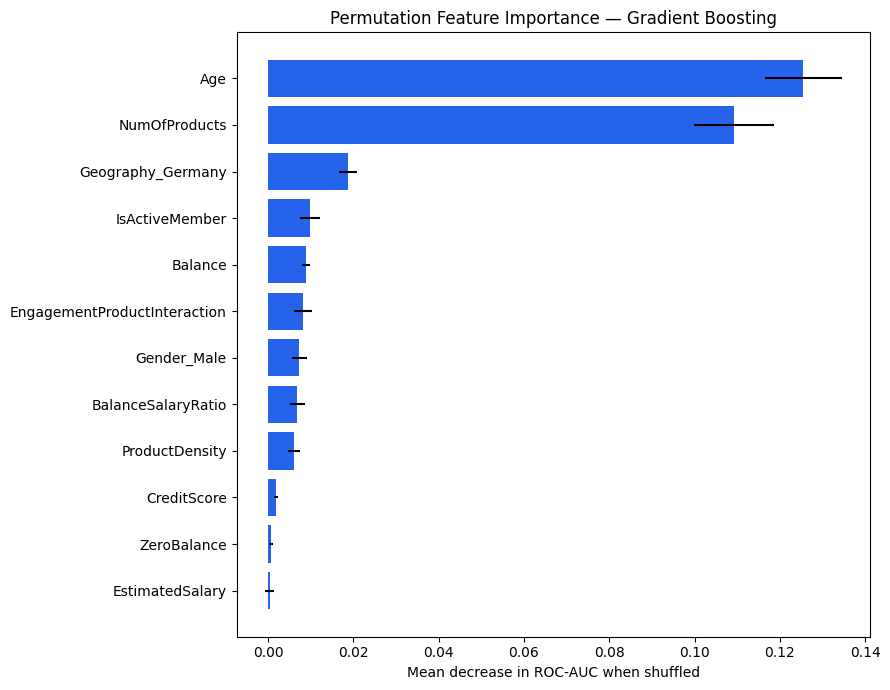 Permutation Feature Importance — Gradient Boosting
Age
NumOfProducts
Geography_Germany
IsActiveMember
Balance
EngagementProductInteraction
Gender_Male
BalanceSalaryRatio
ProductDensity
CreditScore
ZeroBalance
EstimatedSalary
0.00 0.02 0.04 0.06 0.08 0.10 0.12 0.14
Mean decrease in ROC-AUC when shuffled